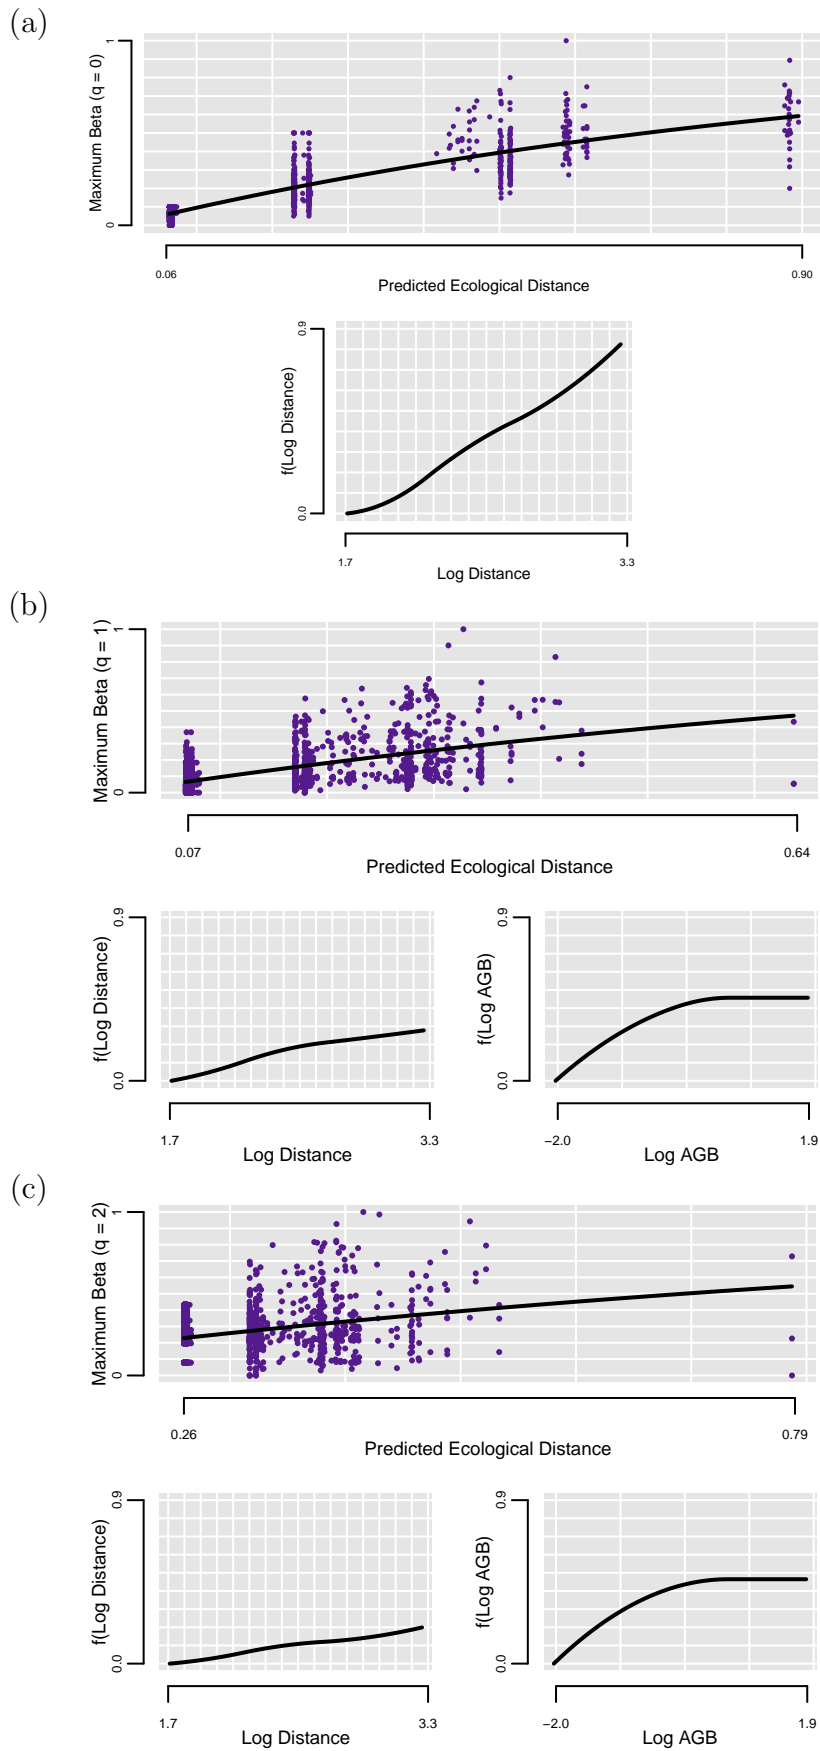 (a)
Maximum Beta (q = 0)
1
0
0.06
0.90
Predicted Ecological Distance
f(Log Distance)
0.9
0.0
1.7
3.3
Log Distance
(b)
Maximum Beta (q = 1)
1
0
0.07
0.64
Predicted Ecological Distance
f(Log Distance)
0.9
0.0
1.7
3.3
Log Distance
f(Log AGB)
0.9
0.0
−2.0
1.9
Log AGB
(c)
Maximum Beta (q = 2)
1
0
0.26
0.79
Predicted Ecological Distance
f(Log Distance)
0.9
0.0
1.7
3.3
Log Distance
f(Log AGB)
0.9
0.0
−2.0
1.9
Log AGB